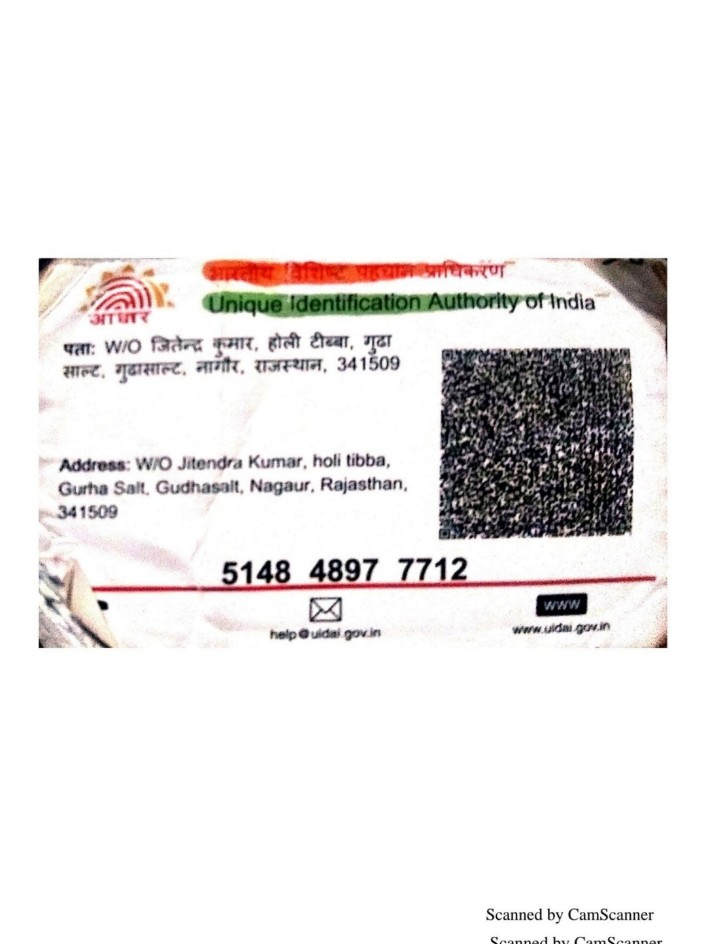 भारतीय विशिष्ट पहचान प्राधिकरण
Unique Identification Authority of India
आधार
पता: W/O जितेन्द्र कुमार, होली टीब्बा, गुढा
साल्ट, गुढासाल्ट, नागौर, राजस्थान, 341509
Address: W/O Jitendra Kumar, holi tibba,
Gurha Salt, Gudhasalt, Nagaur, Rajasthan,
341509
5148 4897 7712
www
help@uidai.gov.in
www.uidai.gov.in
Scanned by CamScanner
Scanned by CamScanner